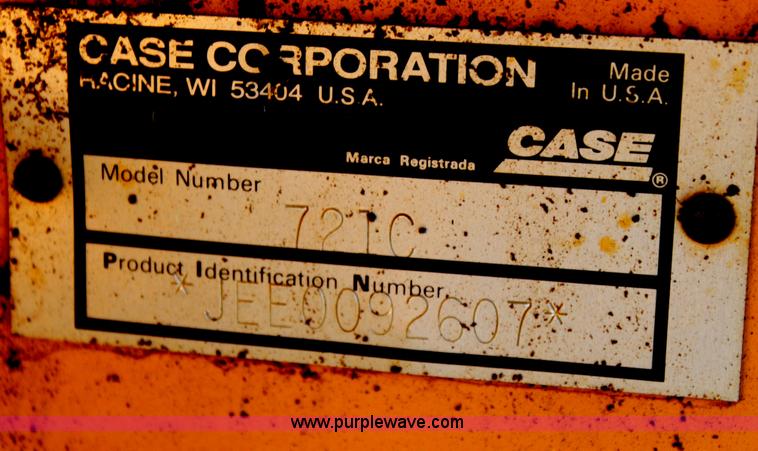 CASE CORPORATION
RACINE, WI 53404 U.S.A.
Made
In U.S.A.
CASE
Marca Registrada
®
Model Number
721C
Product Identification Number
*JEE0092607*
www.purplewave.com